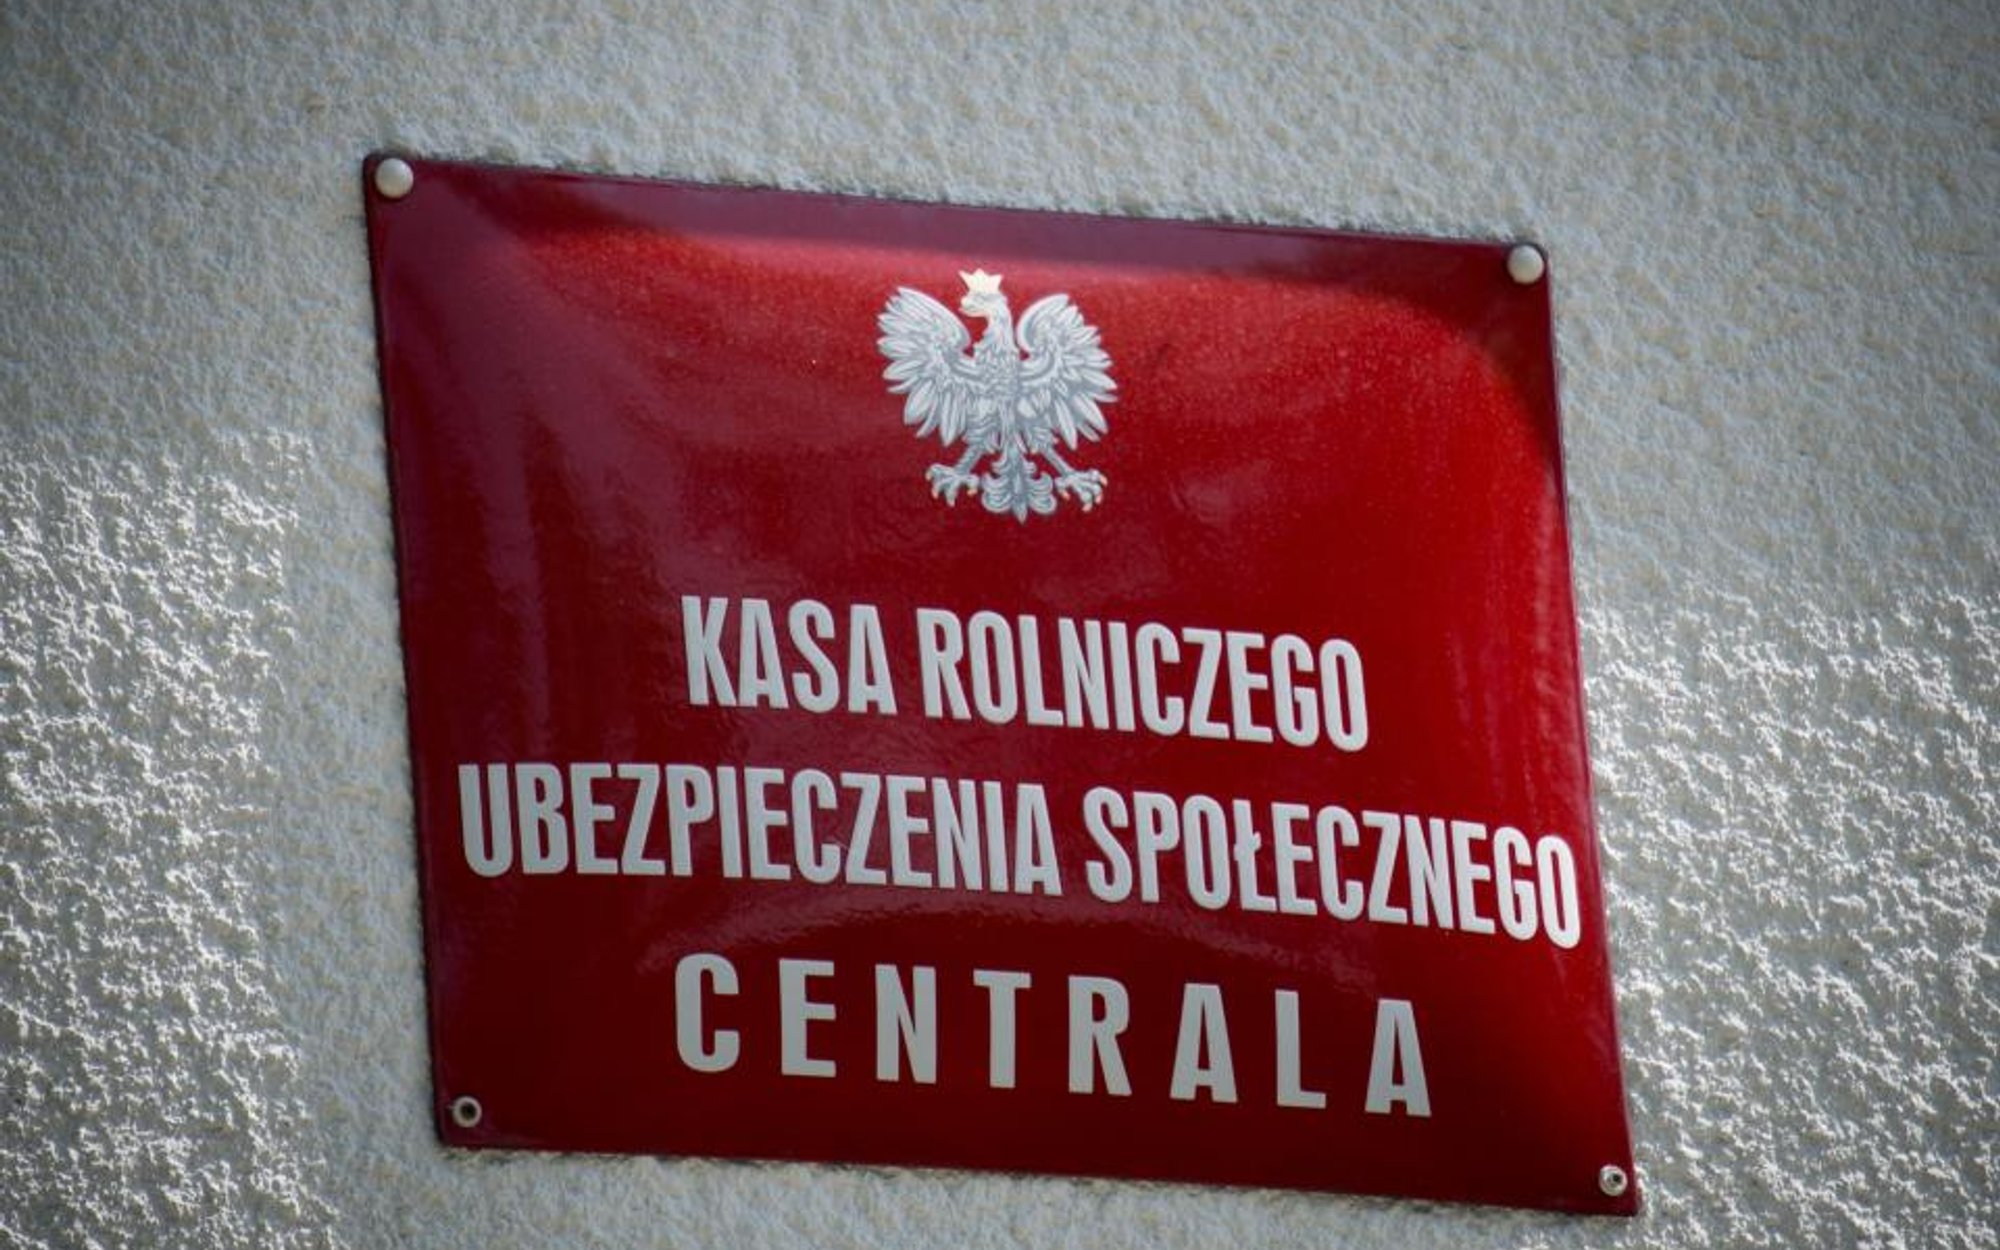 KASA ROLNICZEGO
UBEZPIECZENIA SPOŁECZNEGO
CENTRALA